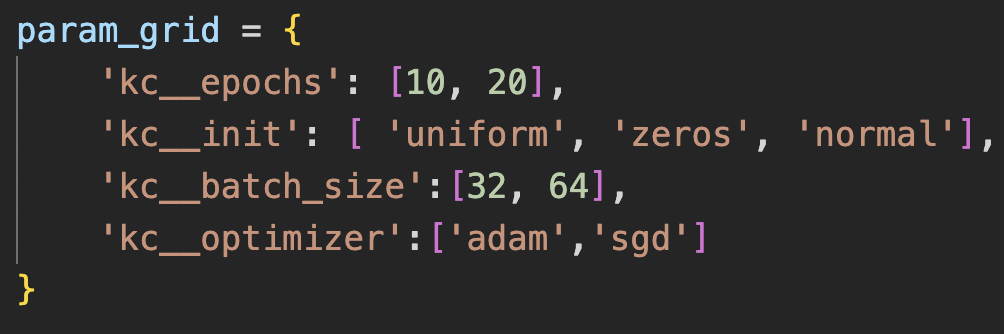 param_grid = {
    'kc__epochs': [10, 20],
    'kc__init': [ 'uniform', 'zeros', 'normal'],
    'kc__batch_size':[32, 64],
    'kc__optimizer':['adam','sgd']
}